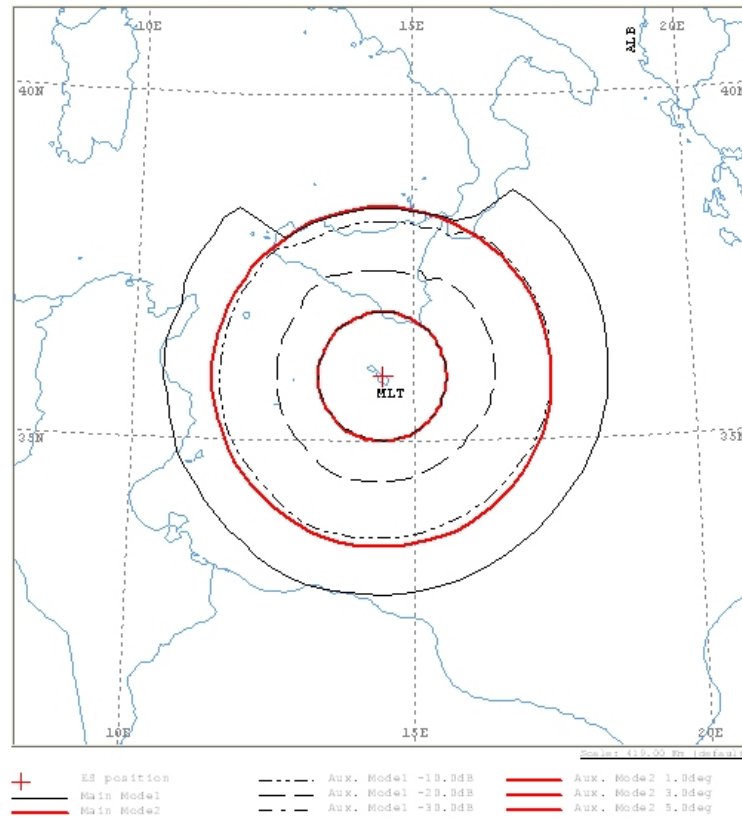 10E 15E 20E
ALB
40N 40N
MLT
35N 35N
10E 15E 20E
Scale: 419.00 Km (default
ES position Aux. Mode1 -10.0dB Aux. Mode2 1.0deg
Main Mode1 Aux. Mode1 -20.0dB Aux. Mode2 3.0deg
Main Mode2 Aux. Mode1 -30.0dB Aux. Mode2 5.0deg